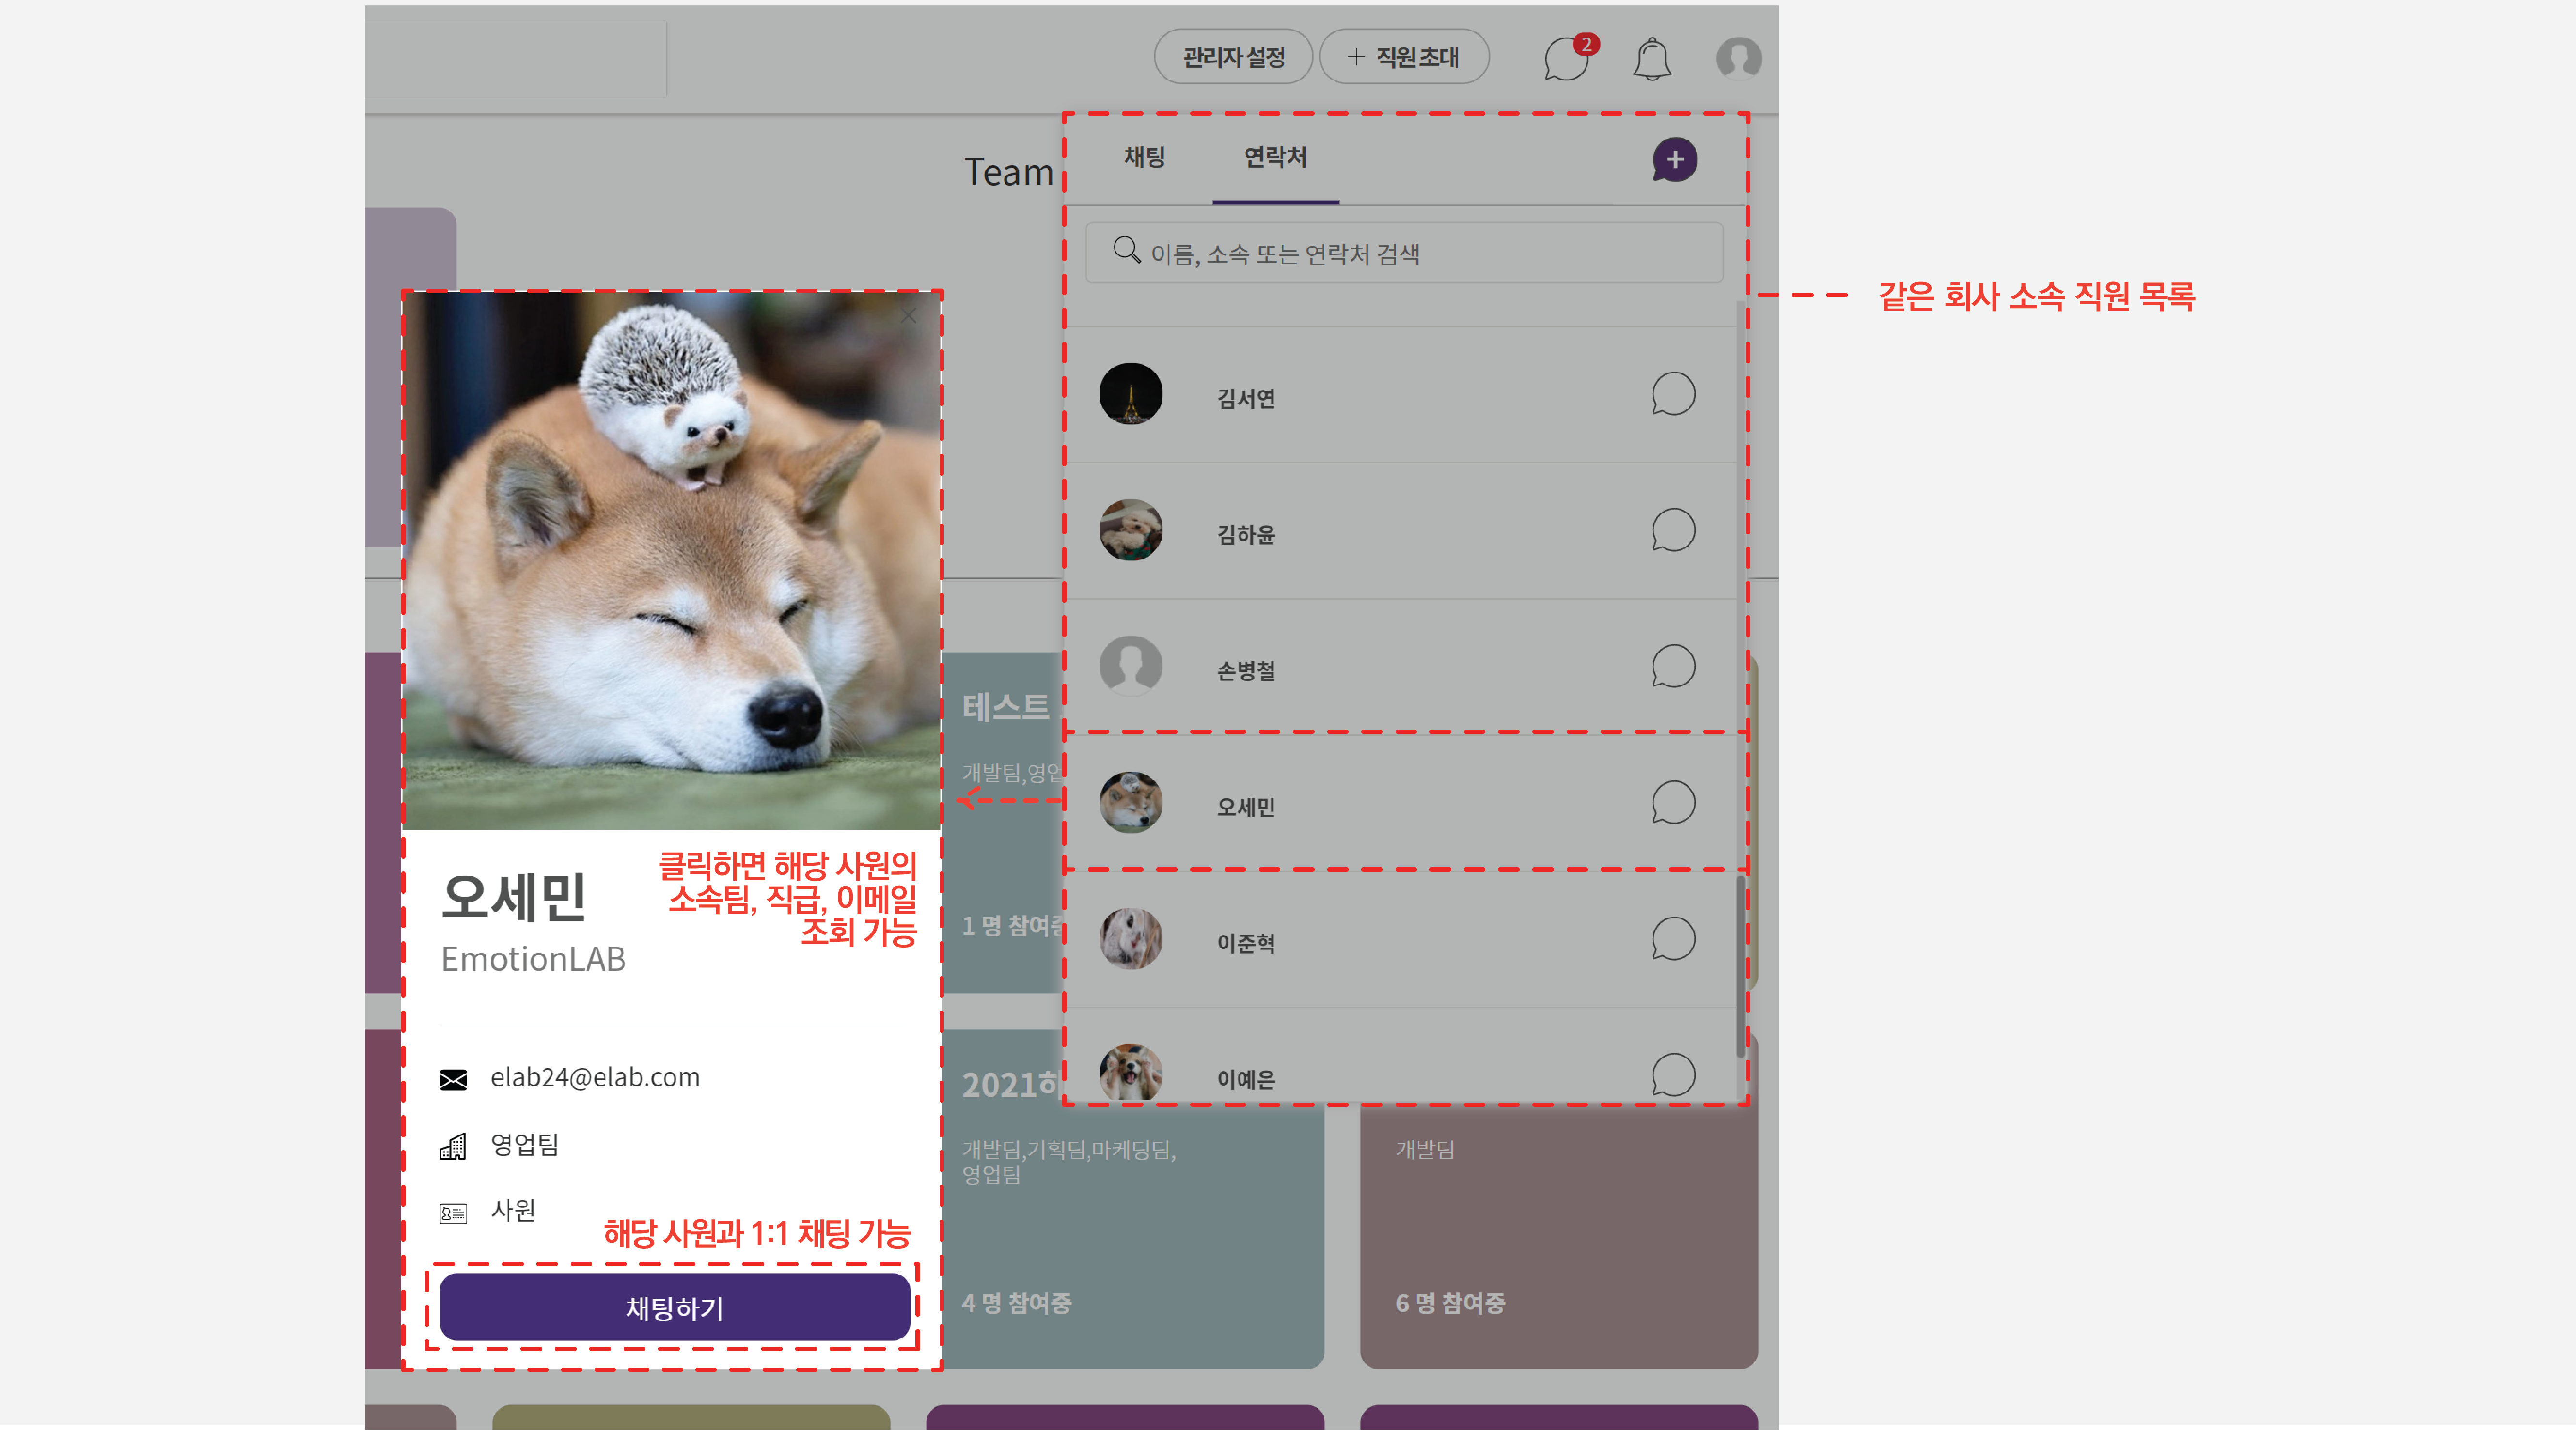 관리자 설정
+ 직원 초대
2
Team
채팅
연락처
이름, 소속 또는 연락처 검색
같은 회사 소속 직원 목록
김서연
김하윤
손병철
오세민
이준혁
이예은
오세민
EmotionLAB
클릭하면 해당 사원의
소속팀, 직급, 이메일
조회 가능
elab24@elab.com
영업팀
사원
해당 사원과 1:1 채팅 가능
채팅하기
테스트
개발팀,영업
1 명 참여중
2021하
개발팀,기획팀,마케팅팀,
영업팀
4 명 참여중
개발팀
6 명 참여중